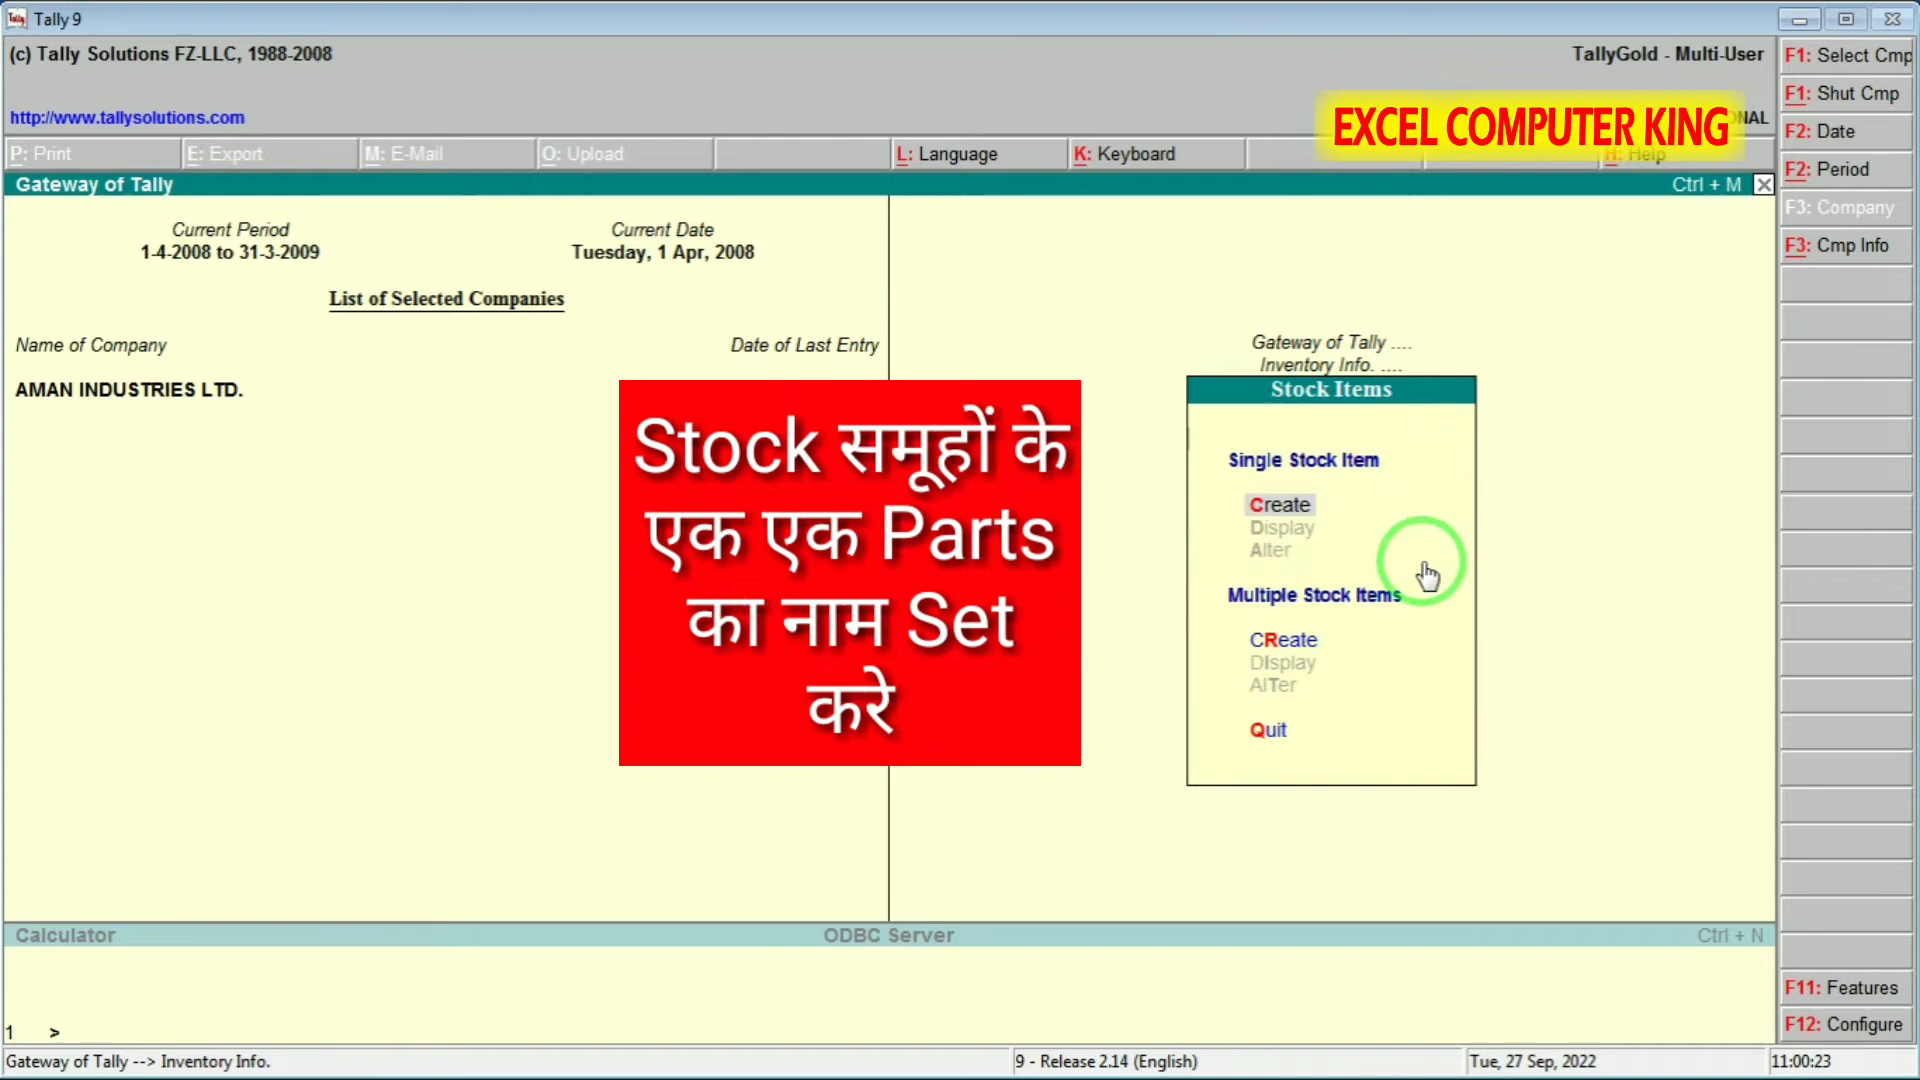 Tally 9
(c) Tally Solutions FZ-LLC, 1988-2008
TallyGold - Multi-User
http://www.tallysolutions.com
EXCEL COMPUTER KING
NAL
P: Print
E: Export
M: E-Mail
O: Upload
L: Language
K: Keyboard
H: Help
Gateway of Tally
Ctrl + M
Current Period
Current Date
1-4-2008 to 31-3-2009
Tuesday, 1 Apr, 2008
List of Selected Companies
Name of Company
Date of Last Entry
AMAN INDUSTRIES LTD.
Stock समूहों के
एक एक Parts
का नाम Set
करे
Gateway of Tally ....
Inventory Info. ....
Stock Items
Single Stock Item
Create
Display
Alter
Multiple Stock Items
CReate
DIsplay
AlTer
Quit
F1: Select Cmp
F1: Shut Cmp
F2: Date
F2: Period
F3: Company
F3: Cmp Info
F11: Features
F12: Configure
Calculator
ODBC Server
Ctrl + N
1 >
Gateway of Tally --> Inventory Info.
9 - Release 2.14 (English)
Tue, 27 Sep, 2022
11:00:23